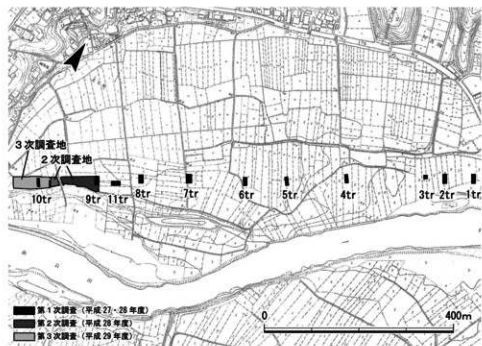 3次調査地
2次調査地
10tr 9tr 11tr 8tr 7tr 6tr 5tr 4tr 3tr 2tr 1tr
第1次調査（平成27・28年度）
第2次調査（平成28年度）
第3次調査（平成29年度）
0 400m